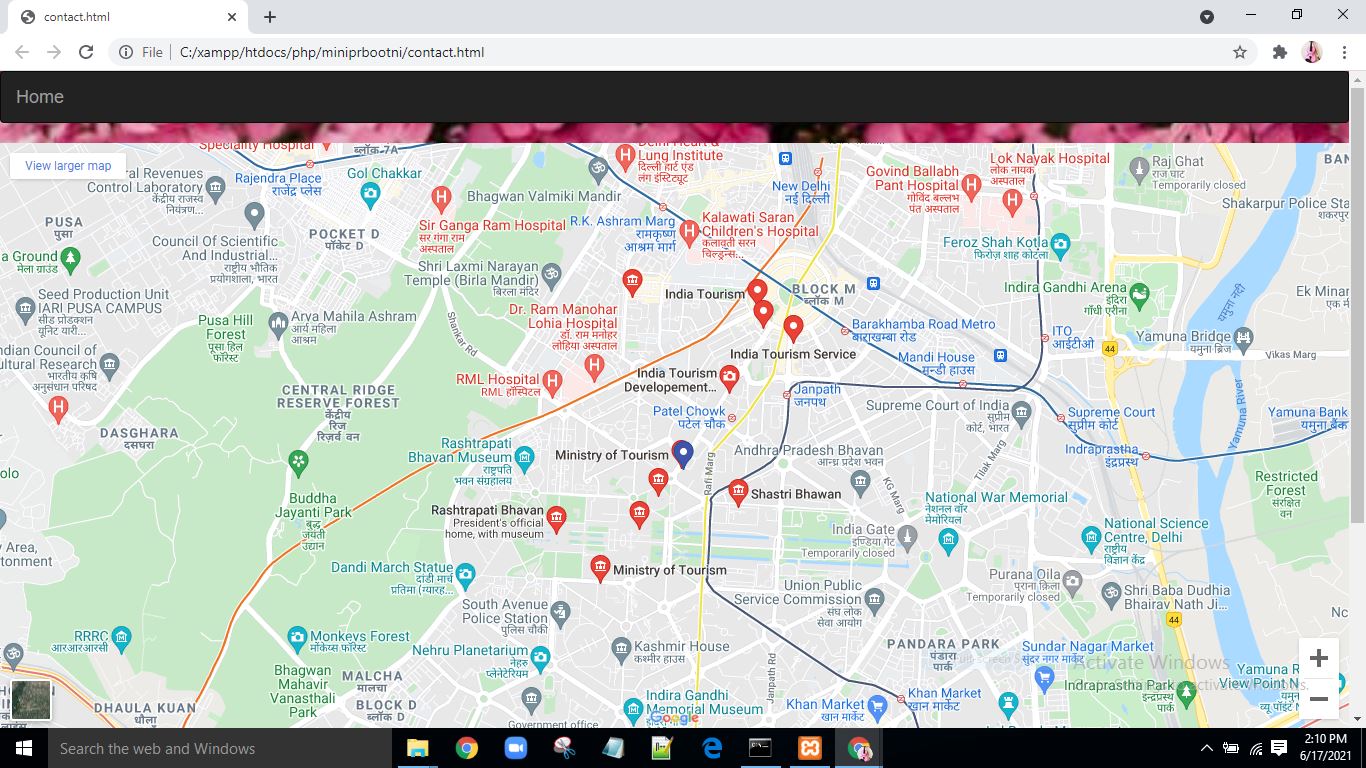 contact.html
File
C:/xampp/htdocs/php/miniprbootni/contact.html
Home
View larger map
Speciality Hospital
ब्लॉक 7A
al Revenues
Control Laboratory
केंद्रीय राजस्व
नियंत्रण...
Rajendra Place
राजेंद्र प्लेस
Gol Chakkar
Bhagwan Valmiki Mandir
Lung Institute
दिल्ली हार्ट एंड
लंग इंस्टिट्यूट
New Delhi
नई दिल्ली
Govind Ballabh
Pant Hospital
गोविंद बल्लभ
पंत अस्पताल
Lok Nayak Hospital
लोक नायक
अस्पताल
Raj Ghat
राज घाट
Temporarily closed
BAN
Shakarpur Police Sta
शकरपुर
PUSA
पुसा
POCKET D
पॉकेट D
Sir Ganga Ram Hospital
सर गंगा राम
अस्पताल
R.K. Ashram Marg
रामकृष्ण
आश्रम मार्ग
Kalawati Saran
Children's Hospital
कलावती सरन
चिल्ड्रन्स...
Feroz Shah Kotla
फिरोज़ शाह कोटला
a Ground
मेला ग्राउंड
Council Of Scientific
And Industrial...
राष्ट्रीय भौतिक
प्रयोगशाला, भारत
Shri Laxmi Narayan
Temple (Birla Mandir)
बिरला मंदिर
India Tourism
BLOCK M
ब्लॉक M
Indira Gandhi Arena
इंदिरा
गाँधी एरीना
यमुना नदी
Ek Minar
Seed Production Unit
IARI PUSA CAMPUS
सीड प्रोडक्शन
यूनिट यारी...
Pusa Hill
Forest
पूसा हिल
फॉरेस्ट
Arya Mahila Ashram
आर्य महिला
आश्रम
Shankar Rd
Dr. Ram Manohar
Lohia Hospital
डॉ. राम मनोहर
लोहिया अस्पताल
Barakhamba Road Metro
बाराखम्बा रोड
ITO
आईटीओ
44
Yamuna Bridge
यमुना ब्रिज
Vikas Marg
India Tourism Service
Mandi House
मन्डी हाउस
ndian Council of
ultural Research
भारतीय कृषि
अनुसंधान परिषद
RML Hospital
RML हॉस्पिटल
India Tourism
Developement...
Janpath
जनपथ
CENTRAL RIDGE
RESERVE FOREST
केंद्रीय
रिज
रिज़र्व वन
Patel Chowk
पटेल चौक
Supreme Court of India
सुप्रीम
कोर्ट, भारत
Supreme Court
सुप्रीम कोर्ट
Yamuna River
Yamuna Bank
यमुना बैंक
DASGHARA
दसघरा
Rashtrapati
Bhavan Museum
राष्ट्रपति
भवन संग्रहालय
Ministry of Tourism
Andhra Pradesh Bhavan
आन्ध्र प्रदेश भवन
Tilak Marg
Indraprastha
इंद्रप्रस्थ
olo
Rafi Marg
KG Marg
Restricted
Forest
संरक्षित
वन
Buddha
Jayanti Park
बुद्ध
जयंती
उद्यान
Shastri Bhawan
National War Memorial
नेशनल वॉर
मेमोरियल
Rashtrapati Bhavan
President's official
home, with museum
India Gate
इण्डिया गेट
Temporarily closed
National Science
Centre, Delhi
राष्ट्रीय
विज्ञान केंद्र
y Area,
tonment
Dandi March Statue
दांडी मार्च
प्रतिमा (ग्यारह...
Ministry of Tourism
Purana Qila
पुराना क़िला
Temporarily closed
Union Public
Service Commission
संघ लोक
सेवा आयोग
Shri Baba Dudhia
Bhairav Nath Ji...
South Avenue
Police Station
पुलिस चौकी
44
Nc
RRRC
आरआरआरसी
Monkeys Forest
मंकिय्स फॉरेस्ट
Nehru Planetarium
नेहरु
प्लेनेटेरियम
Kashmir House
कश्मीर हाउस
PANDARA PARK
पंडारा
पार्क
Sundar Nagar Market
सुंदर नगर मार्केट
Activate Windows
Bhagwan
Mahavir
Vanasthali
Park
MALCHA
मालचा
BLOCK D
ब्लॉक D
Janpath Rd
Indraprastha Park
इन्द्रप्रस्थ
पार्क
Yamuna R
View Point N
DHAULA KUAN
धौला
Government office
Indira Gandhi
Memorial Museum
Google
Khan Market
खान मार्केट
Khan Market
खान मार्केट
Search the web and Windows
2:10 PM
6/17/2021